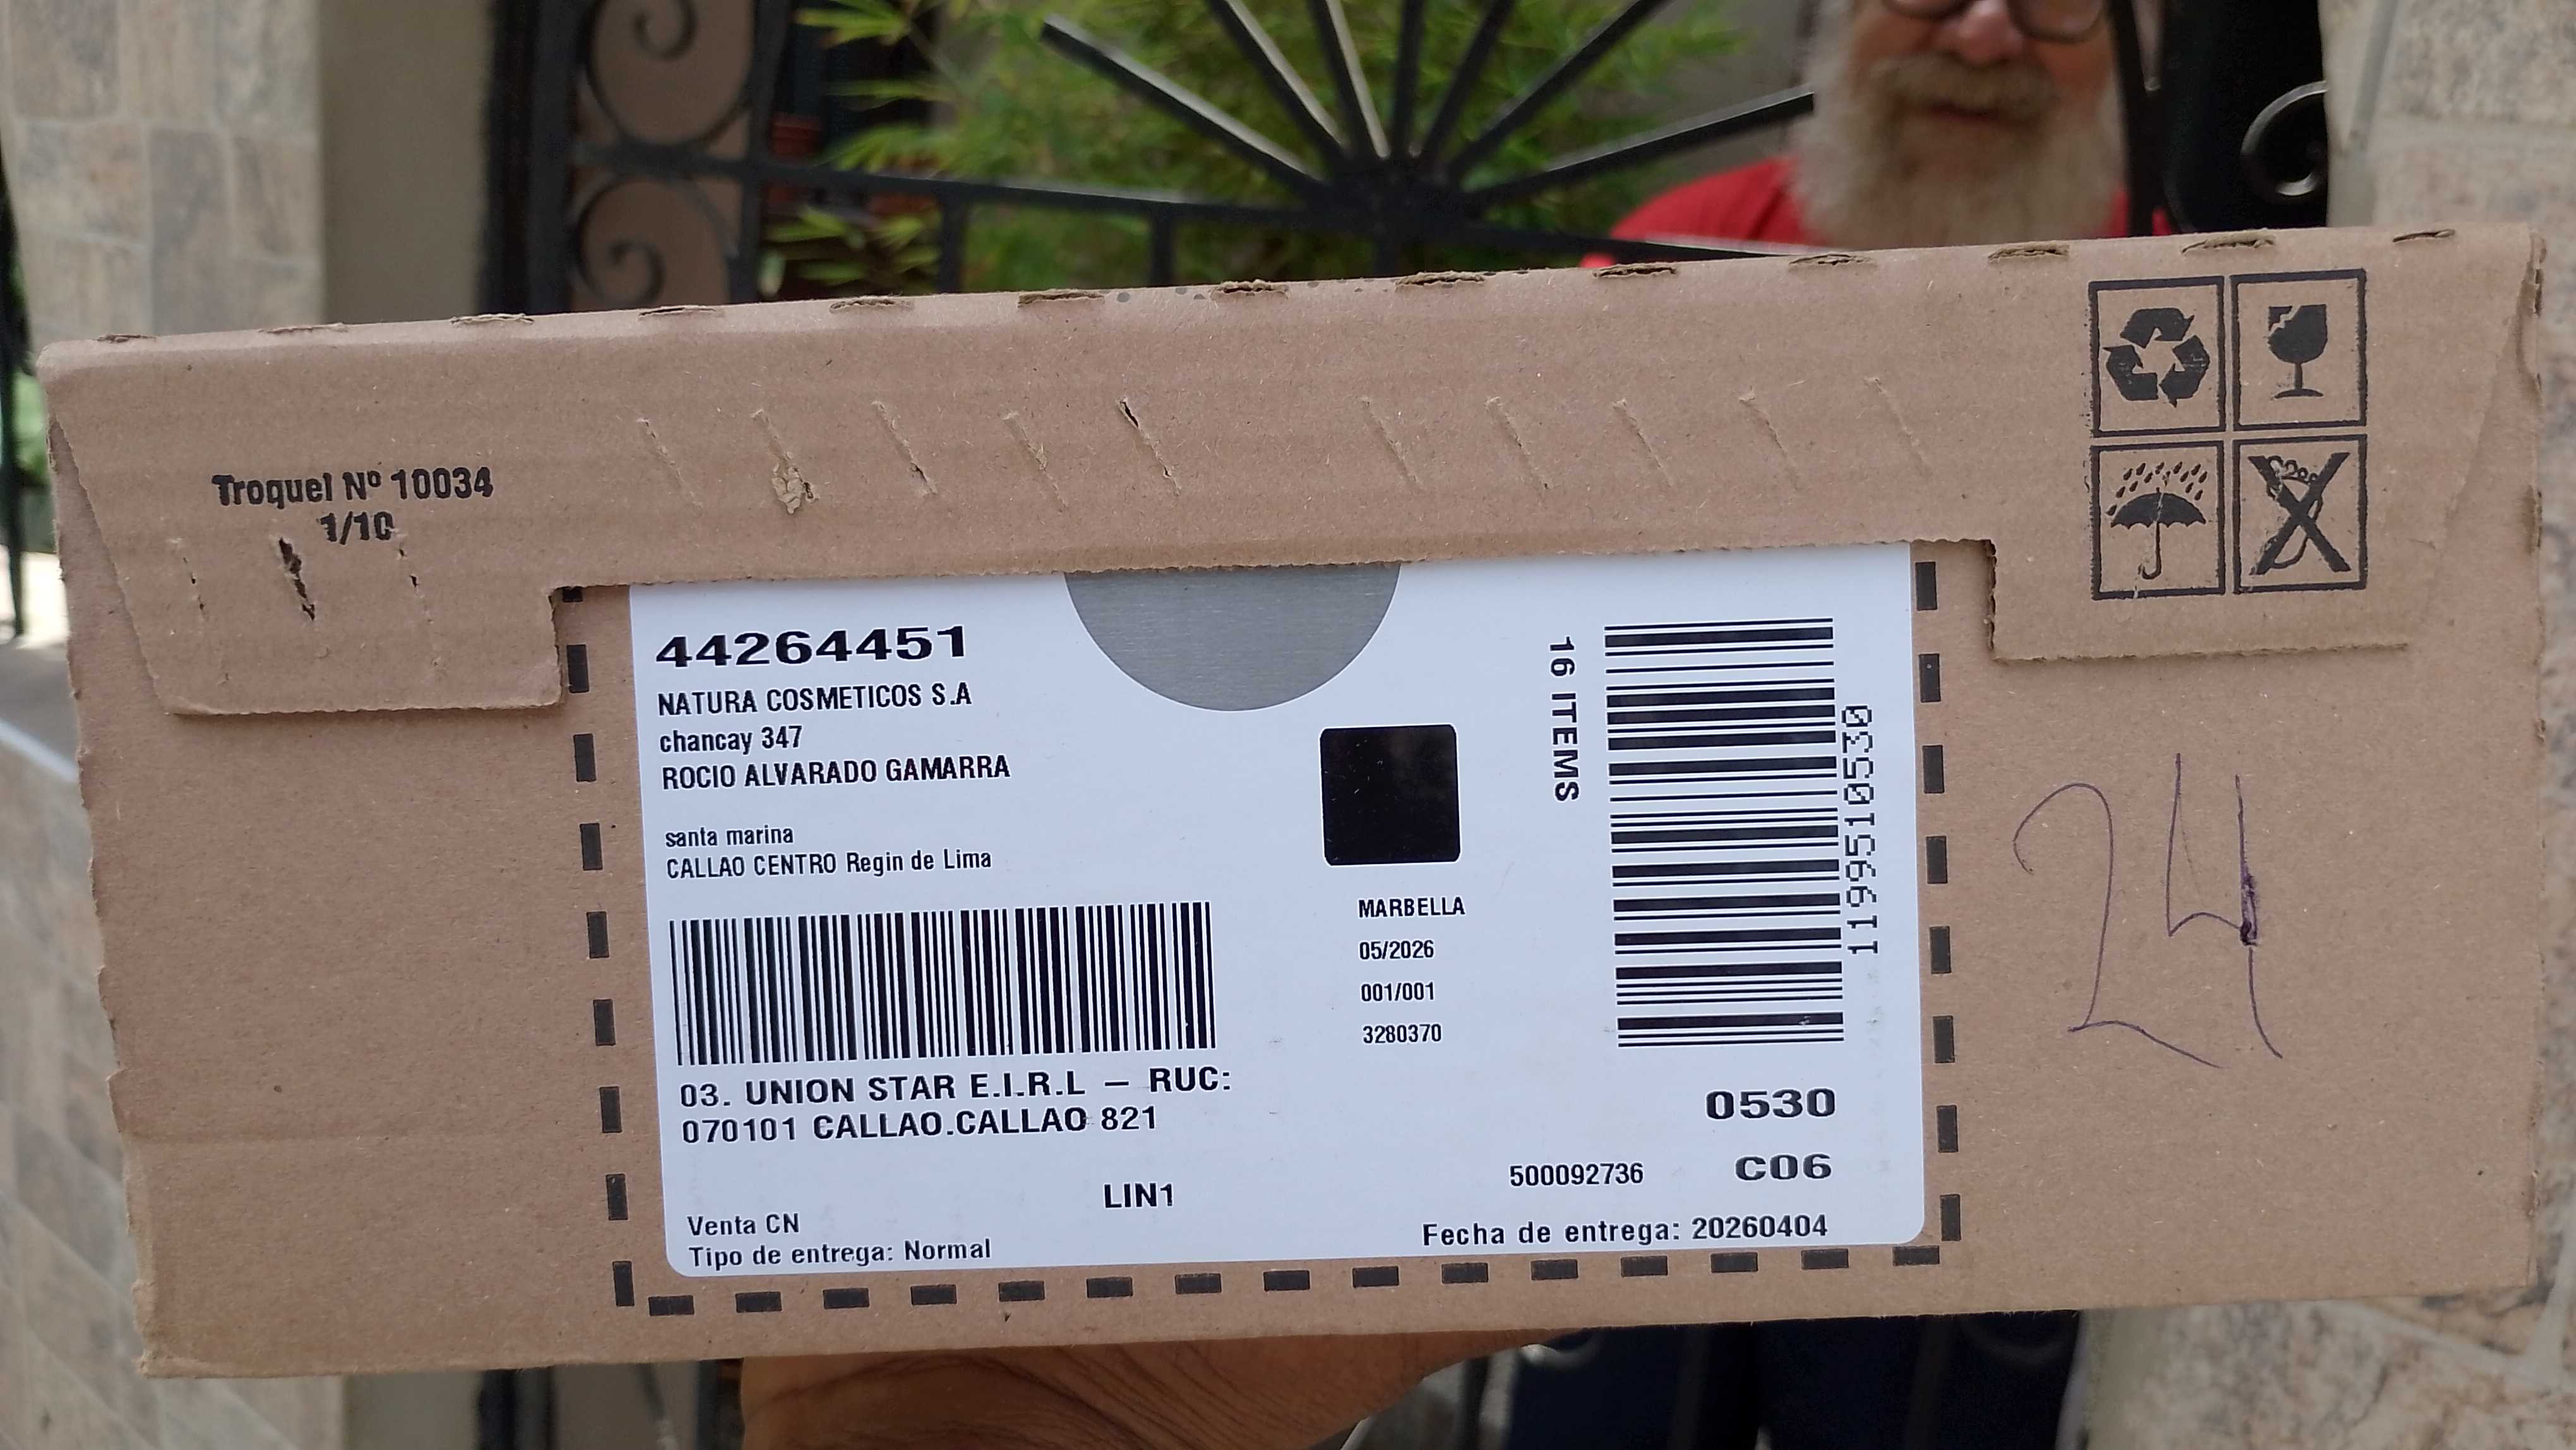 Troquel Nº 10034
1/10
44264451
NATURA COSMETICOS S.A
chancay 347
ROCIO ALVARADO GAMARRA
santa marina
CALLAO CENTRO Regin de Lima
03. UNION STAR E.I.R.L — RUC:
070101 CALLAO.CALLAO 821
LIN1
Venta CN
Tipo de entrega: Normal
MARBELLA
05/2026
001/001
3280370
16 ITEMS
1199510530
0530
500092736 C06
Fecha de entrega: 20260404
24